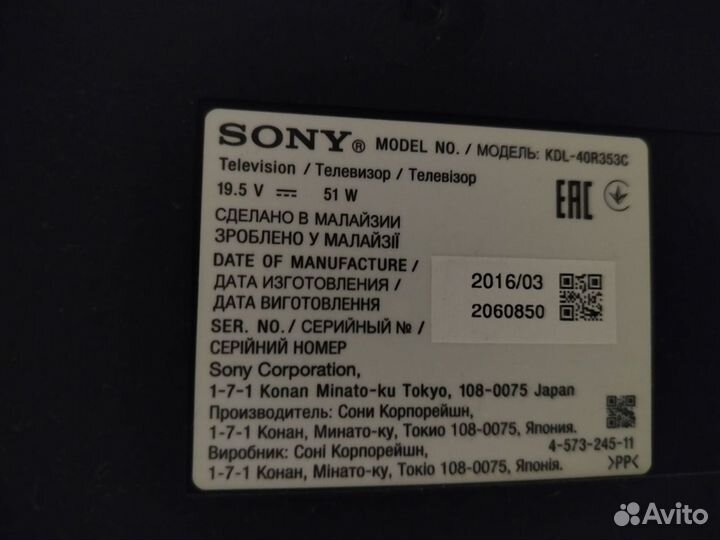 SONY® MODEL NO. / МОДЕЛЬ: KDL-40R353C
Television / Телевизор / Телевізор
19.5 V ⎓ 51 W
EAC
СДЕЛАНО В МАЛАЙЗИИ
ЗРОБЛЕНО У МАЛАЙЗІЇ
DATE OF MANUFACTURE /
ДАТА ИЗГОТОВЛЕНИЯ / 2016/03
ДАТА ВИГОТОВЛЕННЯ 2060850
SER. NO./ СЕРИЙНЫЙ № /
СЕРІЙНИЙ НОМЕР
Sony Corporation,
1-7-1 Konan Minato-ku Tokyo, 108-0075 Japan
Производитель: Сони Корпорейшн,
1-7-1 Конан, Минато-ку, Токио 108-0075, Япония.
Виробник: Соні Корпорейшн, 4-573-245-11
1-7-1 Конан, Мінато-ку, Токіо 108-0075, Японія. >PP<
Avito